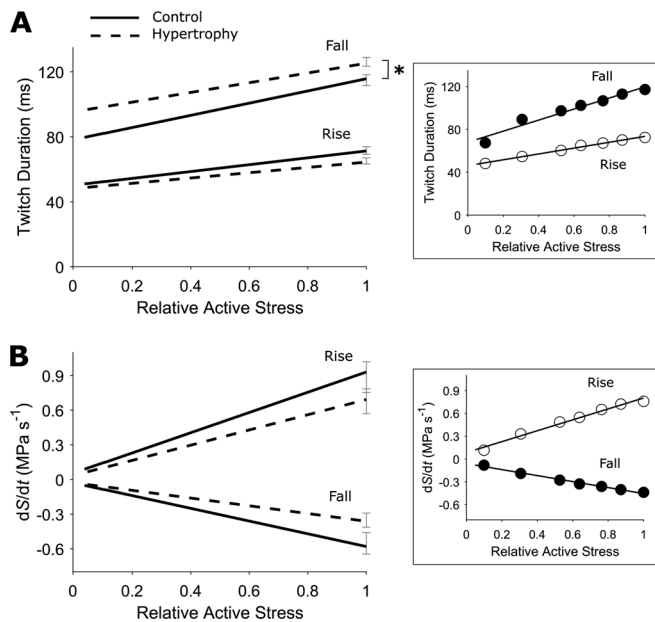 A
Control
Hypertrophy
Twitch Duration (ms)
120
80
40
0
Fall
*
Rise
0 0.2 0.4 0.6 0.8 1
Relative Active Stress
Twitch Duration (ms)
120
80
40
0
Fall
Rise
0 0.2 0.4 0.6 0.8 1
Relative Active Stress
B
dS/dt (MPa s⁻¹)
0.9
0.6
0.3
0
-0.3
-0.6
Rise
Fall
0 0.2 0.4 0.6 0.8 1
Relative Active Stress
dS/dt (MPa s⁻¹)
0.9
0.6
0.3
0
-0.3
-0.6
Rise
Fall
0 0.2 0.4 0.6 0.8 1
Relative Active Stress